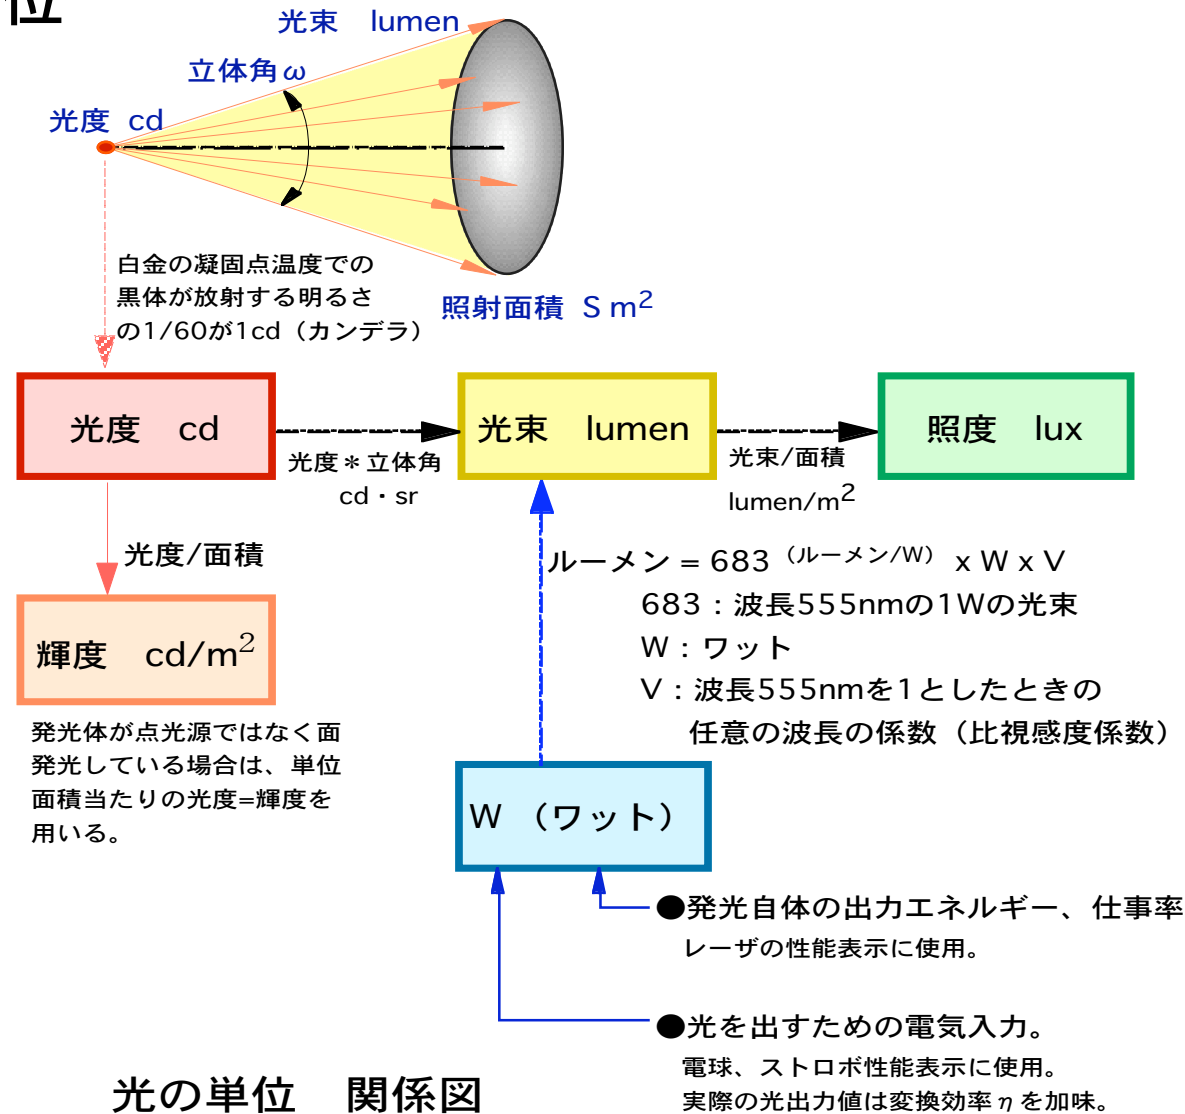 位
光束 lumen
立体角ω
光度 cd
白金の凝固点温度での
黒体が放射する明るさ
の1/60が1cd（カンデラ）
照射面積 S m²
光度 cd
光度＊立体角
cd・sr
光束 lumen
光束/面積
lumen/m²
照度 lux
光度/面積
輝度 cd/m²
発光体が点光源ではなく面
発光している場合は、単位
面積当たりの光度=輝度を
用いる。
ルーメン = 683 （ルーメン/W） x W x V
683：波長555nmの1Wの光束
W：ワット
V：波長555nmを1としたときの
任意の波長の係数（比視感度係数）
W （ワット）
●発光自体の出力エネルギー、仕事率
レーザの性能表示に使用。
●光を出すための電気入力。
電球、ストロボ性能表示に使用。
実際の光出力値は変換効率ηを加味。
光の単位 関係図